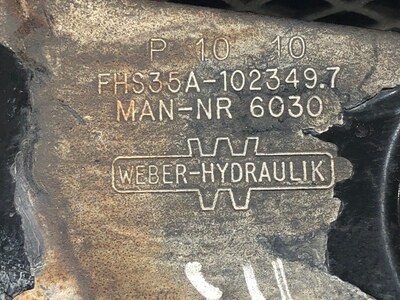 P 10 10
FHS35A-102349.7
MAN-NR 6030
WEBER-HYDRAULIK